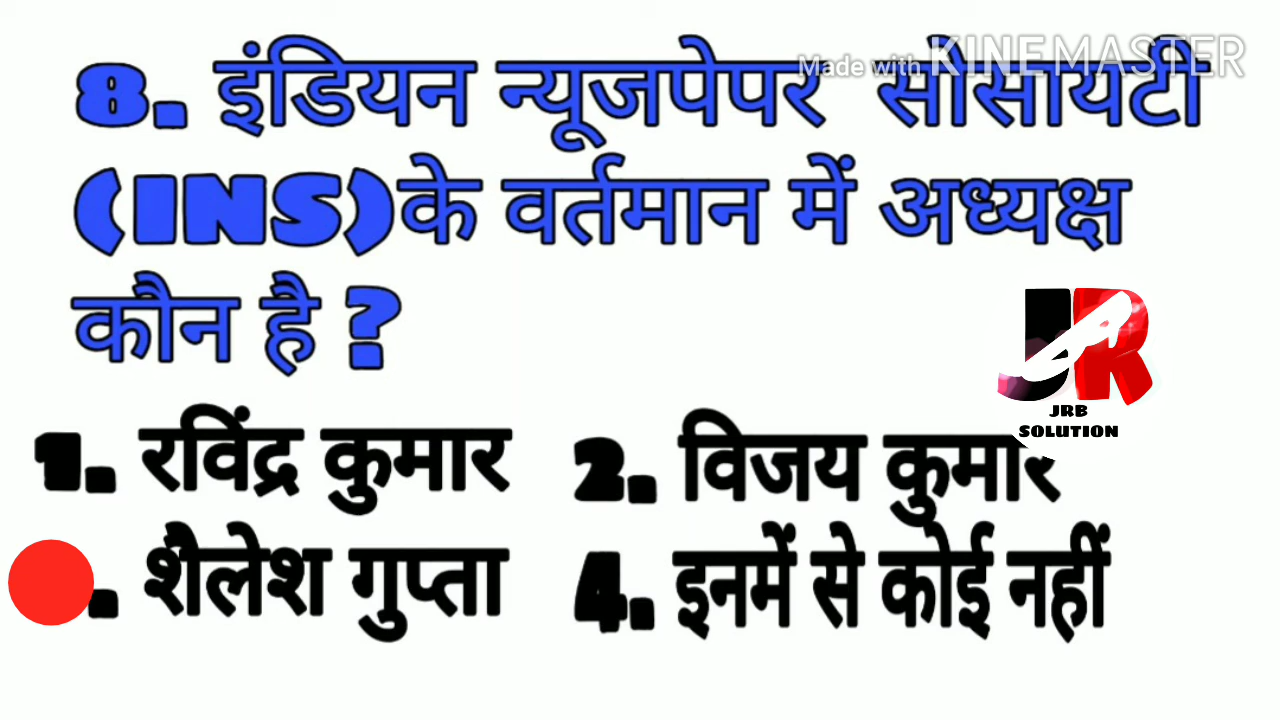 Made with KINEMASTER
8. इंडियन न्यूजपेपर सोसायटी
(INS)के वर्तमान में अध्यक्ष
कौन है ?
JR
JRB
SOLUTION
1. रविंद्र कुमार 2. विजय कुमार
. शैलेश गुप्ता 4. इनमें से कोई नहीं